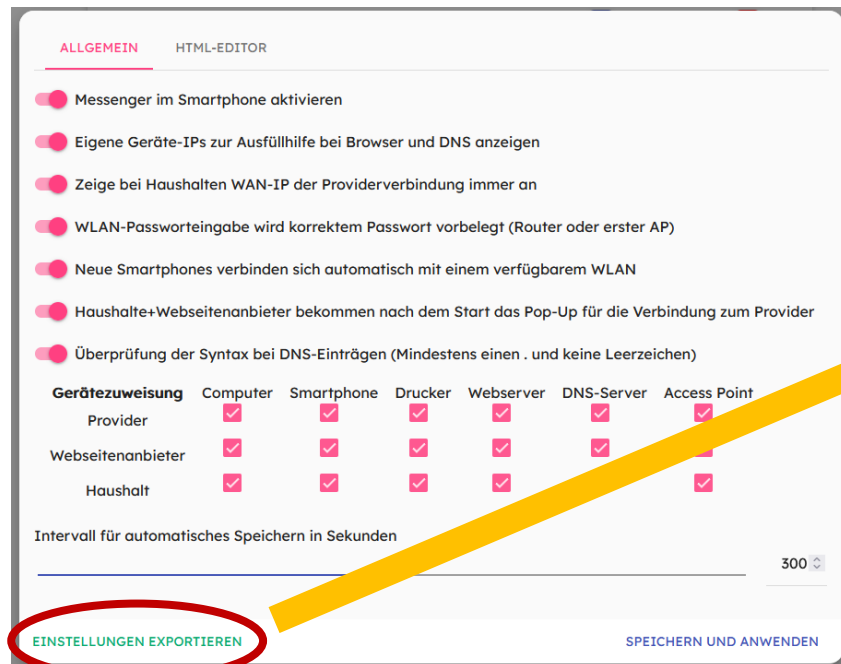 ALLGEMEIN HTML-EDITOR
Messenger im Smartphone aktivieren
Eigene Geräte-IPs zur Ausfüllhilfe bei Browser und DNS anzeigen
Zeige bei Haushalten WAN-IP der Providerverbindung immer an
WLAN-Passworteingabe wird korrektem Passwort vorbelegt (Router oder erster AP)
Neue Smartphones verbinden sich automatisch mit einem verfügbarem WLAN
Haushalte+Webseitenanbieter bekommen nach dem Start das Pop-Up für die Verbindung zum Provider
Überprüfung der Syntax bei DNS-Einträgen (Mindestens einen . und keine Leerzeichen)
Gerätezuweisung Computer Smartphone Drucker Webserver DNS-Server Access Point
Provider
Webseitenanbieter
Haushalt
Intervall für automatisches Speichern in Sekunden
300
EINSTELLUNGEN EXPORTIEREN SPEICHERN UND ANWENDEN